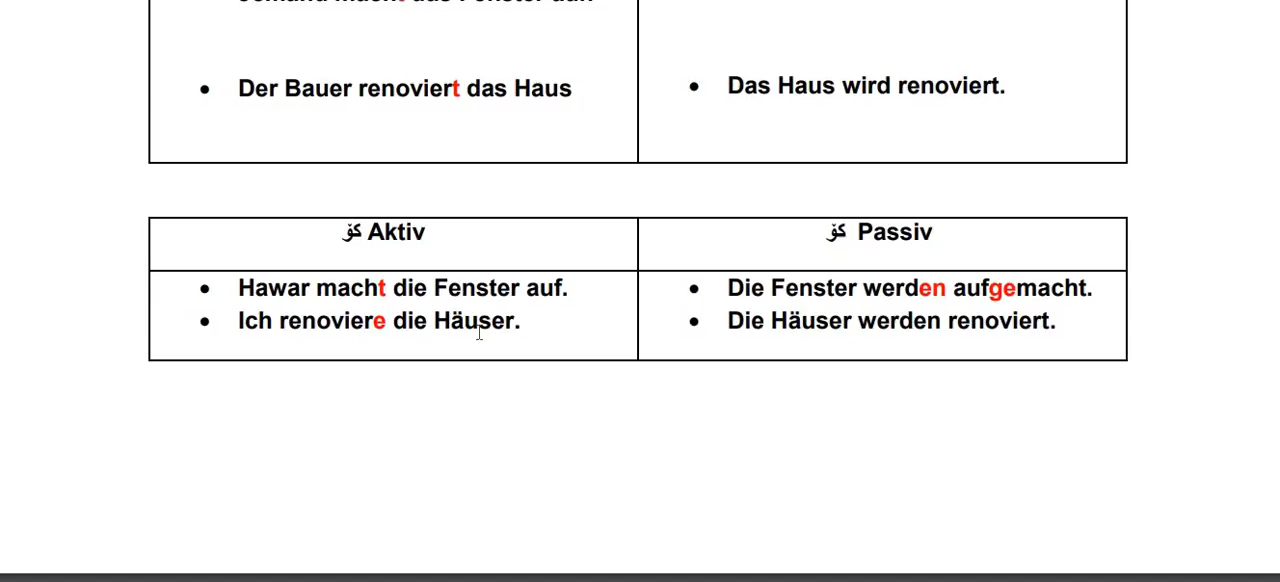 Der Bauer renoviert das Haus
Das Haus wird renoviert.
كۆ Aktiv
كۆ Passiv
Hawar macht die Fenster auf.
Ich renoviere die Häuser.
Die Fenster werden aufgemacht.
Die Häuser werden renoviert.